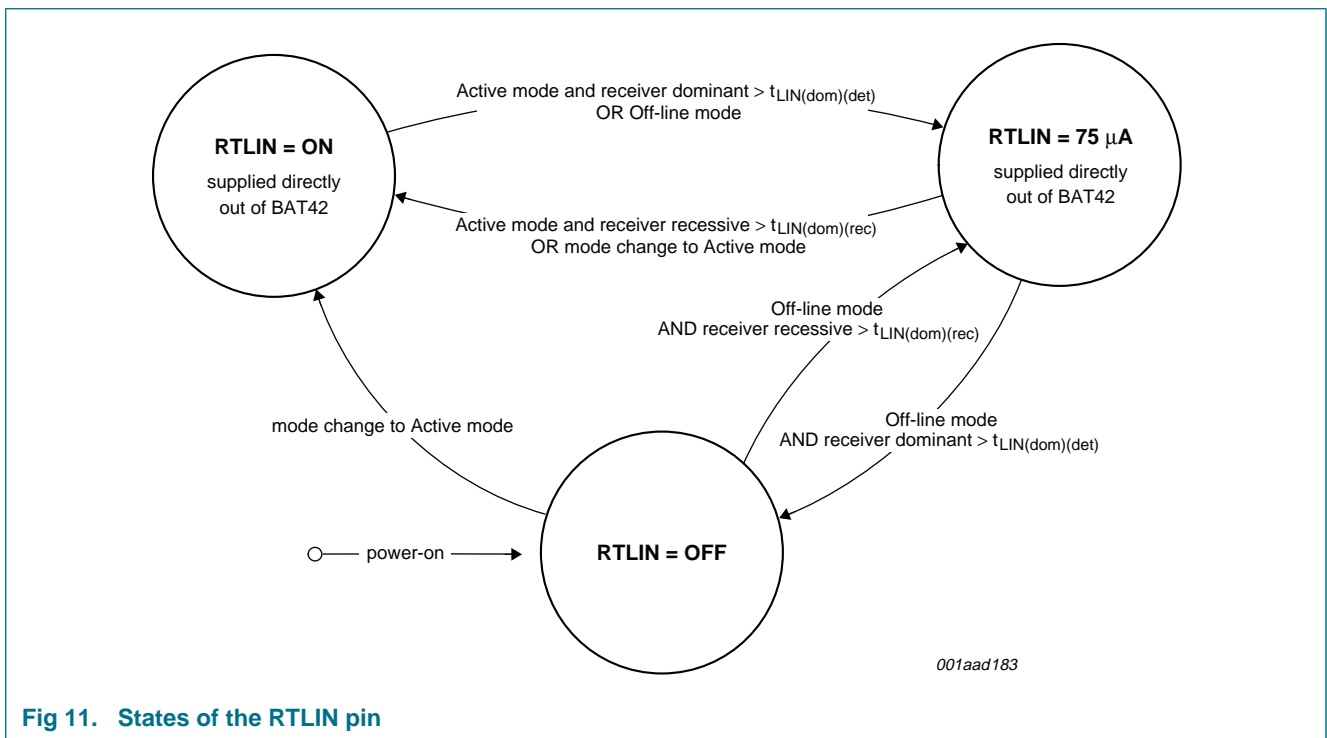 Active mode and receiver dominant > tLIN(dom)(det)
OR Off-line mode
RTLIN = ON
supplied directly
out of BAT42
RTLIN = 75 μA
supplied directly
out of BAT42
Active mode and receiver recessive > tLIN(dom)(rec)
OR mode change to Active mode
Off-line mode
AND receiver recessive > tLIN(dom)(rec)
mode change to Active mode
Off-line mode
AND receiver dominant > tLIN(dom)(det)
power-on
RTLIN = OFF
001aad183
Fig 11. States of the RTLIN pin